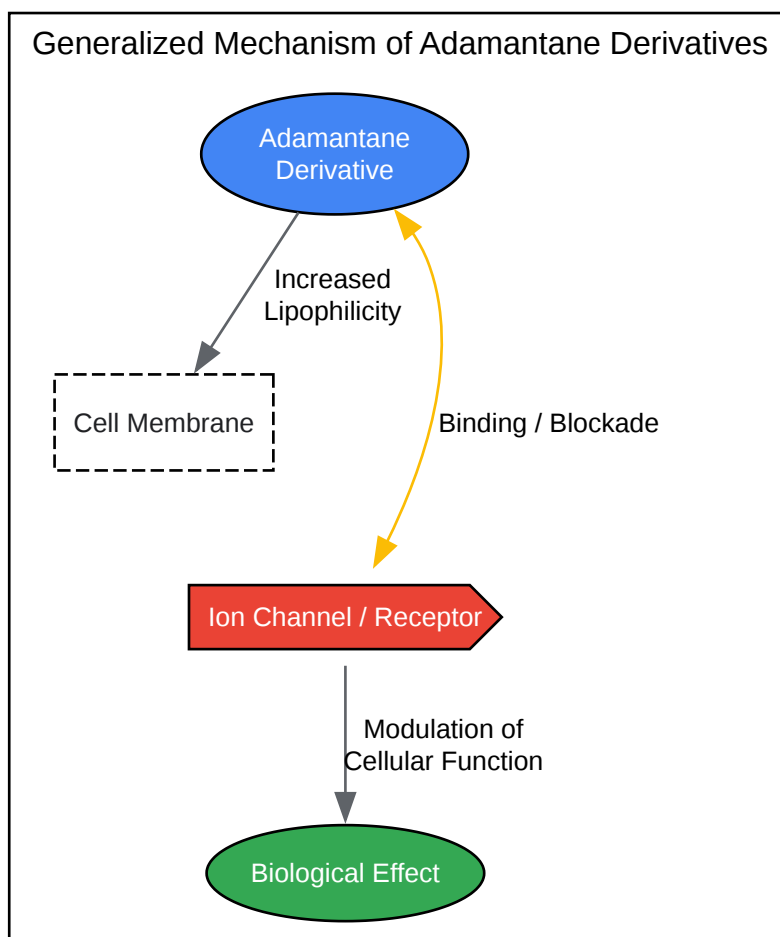 Generalized Mechanism of Adamantane Derivatives
Adamantane
Derivative
Increased
Lipophilicity
Cell Membrane
Binding / Blockade
Ion Channel / Receptor
Modulation of
Cellular Function
Biological Effect